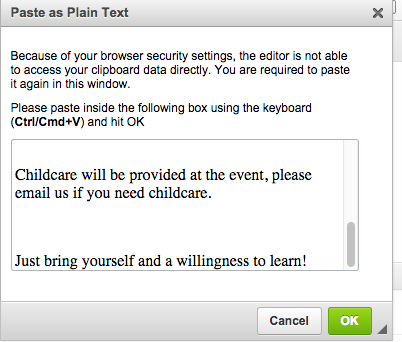 Paste as Plain Text
Because of your browser security settings, the editor is not able
to access your clipboard data directly. You are required to paste
it again in this window.
Please paste inside the following box using the keyboard
(Ctrl/Cmd+V) and hit OK
Childcare will be provided at the event, please
email us if you need childcare.
Just bring yourself and a willingness to learn!
Cancel
OK